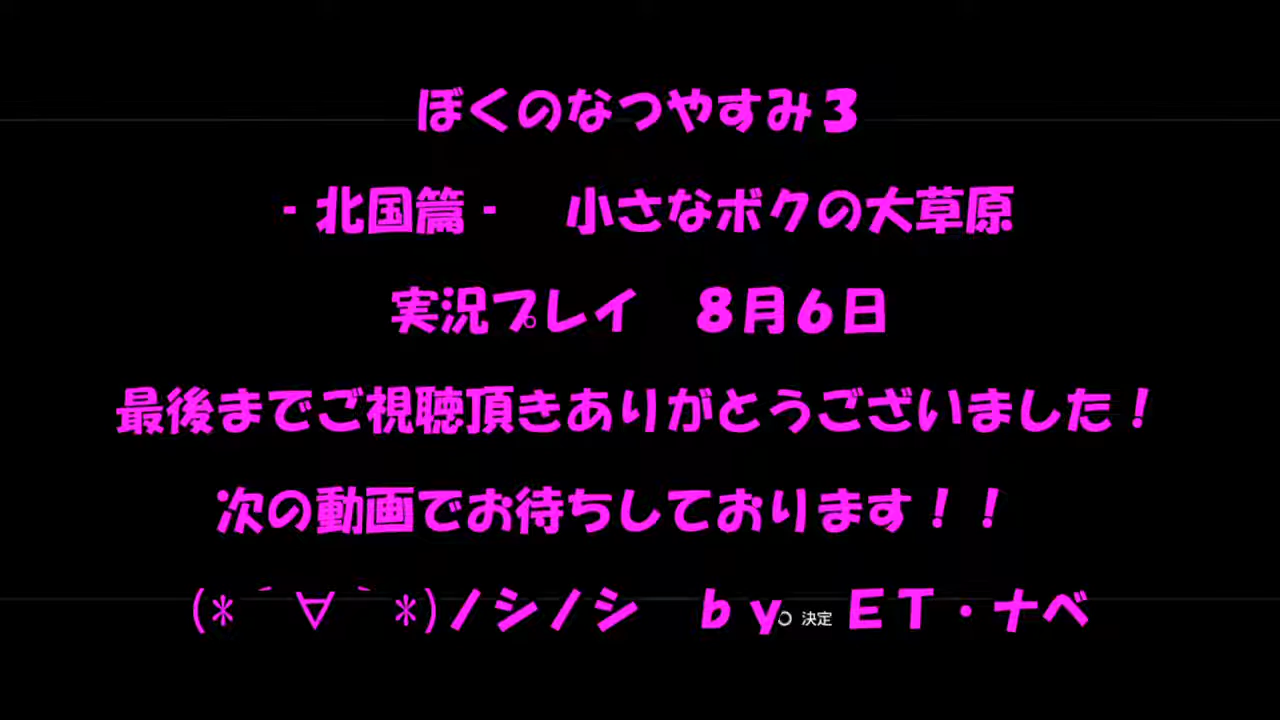 ぼくのなつやすみ３
‐北国篇‐　小さなボクの大草原
実況プレイ　８月６日
最後までご視聴頂きありがとうございました！
次の動画でお待ちしております！！
(*´∀｀*)ノシノシ　ｂｙ　ＥＴ・ナベ
○ 決定